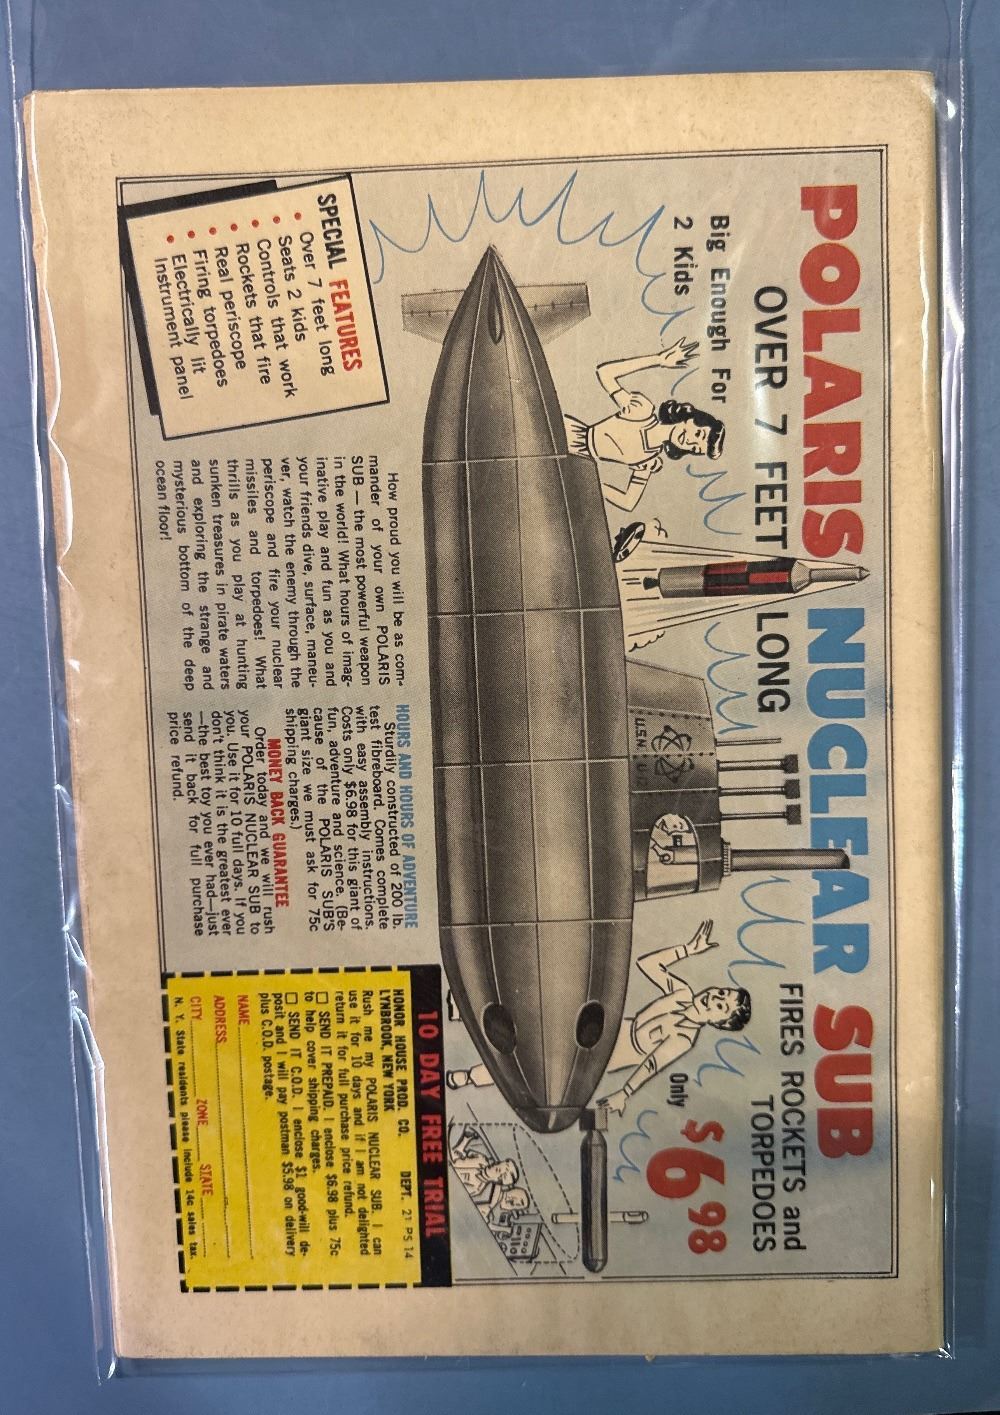 POLARIS NUCLEAR SUB
OVER 7 FEET LONG
FIRES ROCKETS and
TORPEDOES
Big Enough For
2 Kids
Only $6.98
U.S.N.
SPECIAL FEATURES
• Over 7 feet long
• Seats 2 kids
• Controls that work
• Rockets that fire
• Real periscope
• Firing torpedoes
• Electrically lit
Instrument panel
How proud you will be as com-
mander of your own POLARIS
SUB — the most powerful weapon
in the world! What hours of imag-
inative play and fun as you and
your friends dive, surface, maneu-
ver, watch the enemy through the
periscope and fire your nuclear
missiles and torpedoes! What
thrills as you play at hunting
sunken treasures in pirate waters
and exploring the strange and
mysterious bottom of the deep
ocean floor!
HOURS AND HOURS OF ADVENTURE
Sturdily constructed of 200 lb.
test fibreboard. Comes complete
with easy assembly instructions.
Costs only $6.98 for this giant of
fun, adventure and science. (Be-
cause of the POLARIS SUB'S
giant size we must ask for 75c
shipping charges.)
MONEY BACK GUARANTEE
Order today and we will rush
your POLARIS NUCLEAR SUB to
you. Use it for 10 full days. If you
don't think it is the greatest ever
—the best toy you ever had—just
send it back for full purchase
price refund.
10 DAY FREE TRIAL
HONOR HOUSE PROD. CO. DEPT. 21 PS 14
LYNBROOK, NEW YORK
Rush me my POLARIS NUCLEAR SUB. I can
use it for 10 days and if I am not delighted
return it for full purchase price refund.
☐ SEND IT PREPAID. I enclose $6.98 plus 75c
to help cover shipping charges.
☐ SEND IT C.O.D. I enclose $1 good-will de-
posit and I will pay postman $5.98 on delivery
plus C.O.D. postage.
NAME
ADDRESS
CITY ZONE STATE
N. Y. State residents please include 14c sales tax.